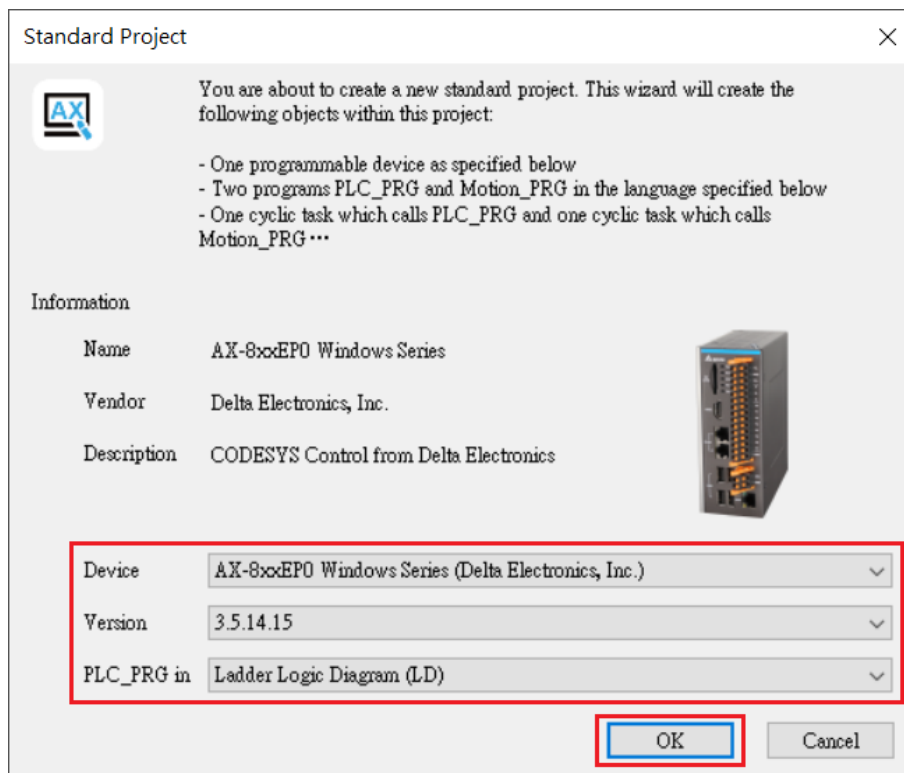 Standard Project
AX
You are about to create a new standard project. This wizard will create the
following objects within this project:
- One programmable device as specified below
- Two programs PLC_PRG and Motion_PRG in the language specified below
- One cyclic task which calls PLC_PRG and one cyclic task which calls
Motion_PRG⋯
Information
Name AX-8xxEP0 Windows Series
Vendor Delta Electronics, Inc.
Description CODESYS Control from Delta Electronics
Device AX-8xxEP0 Windows Series (Delta Electronics, Inc.)
Version 3.5.14.15
PLC_PRG in Ladder Logic Diagram (LD)
OK Cancel